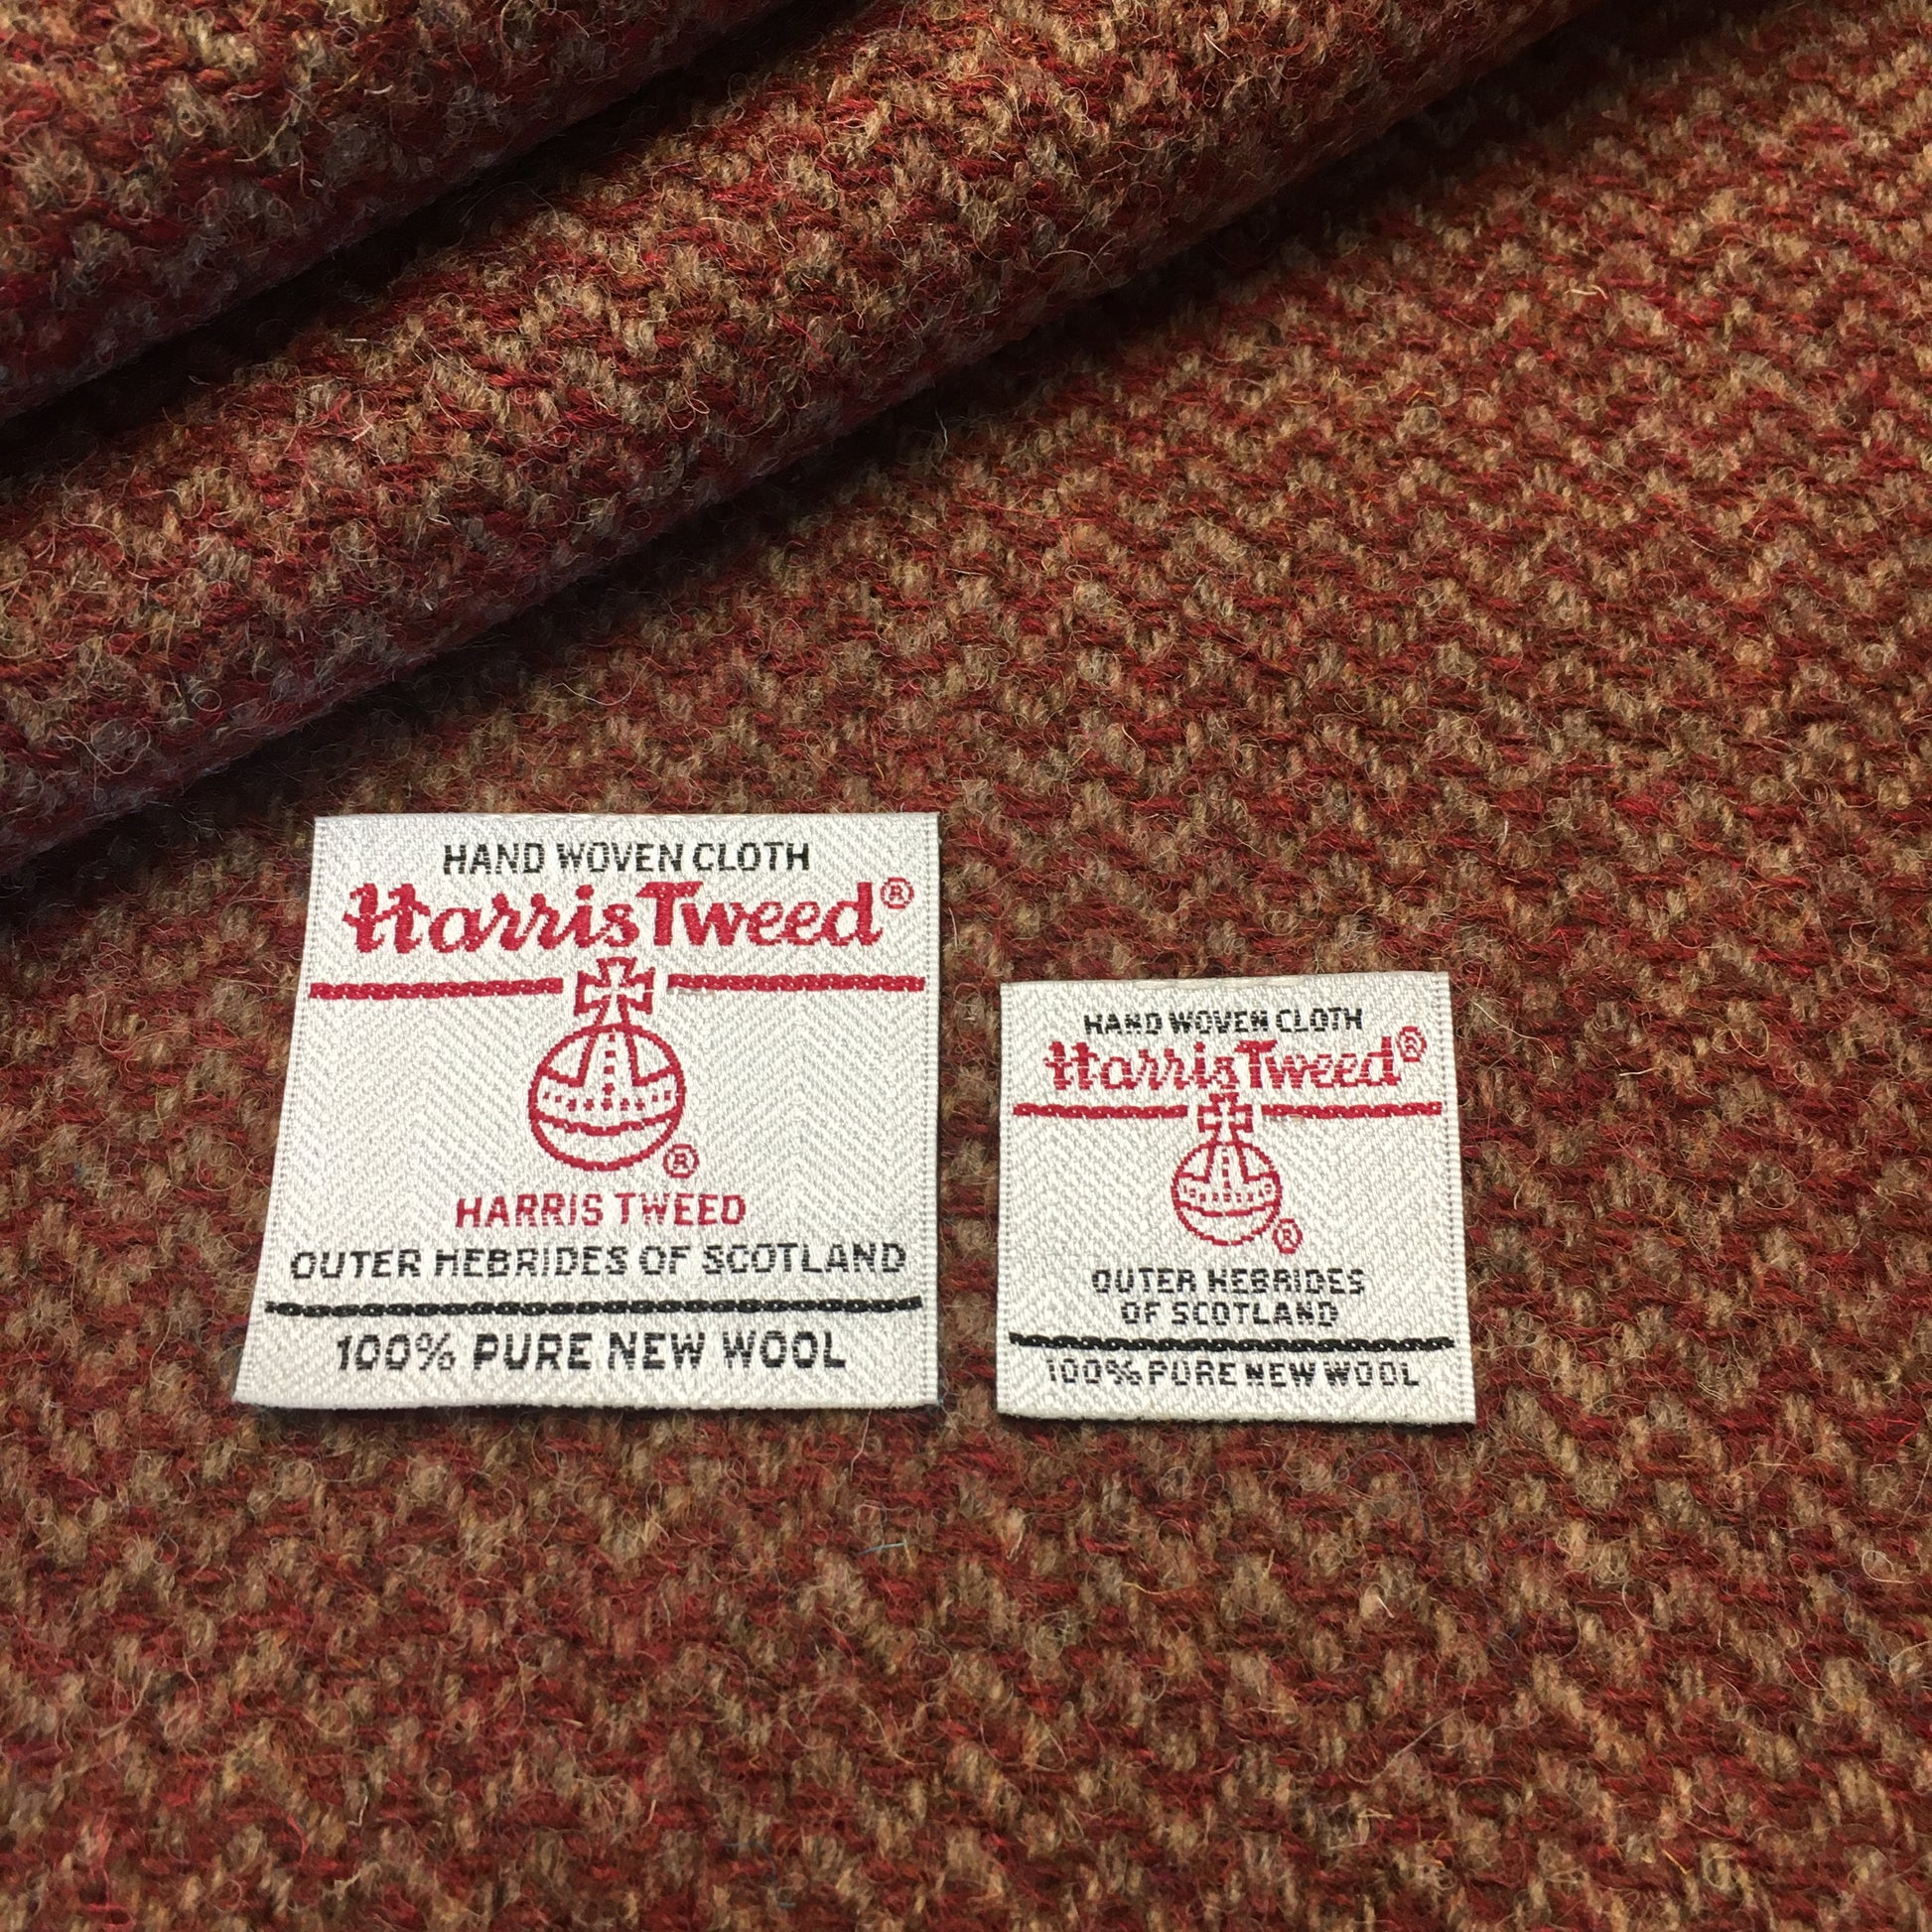 HAND WOVEN CLOTH
Harris Tweed®
®
HARRIS TWEED
OUTER HEBRIDES OF SCOTLAND
100% PURE NEW WOOL
HAND WOVEN CLOTH
Harris Tweed®
®
OUTER HEBRIDES
OF SCOTLAND
100% PURE NEW WOOL